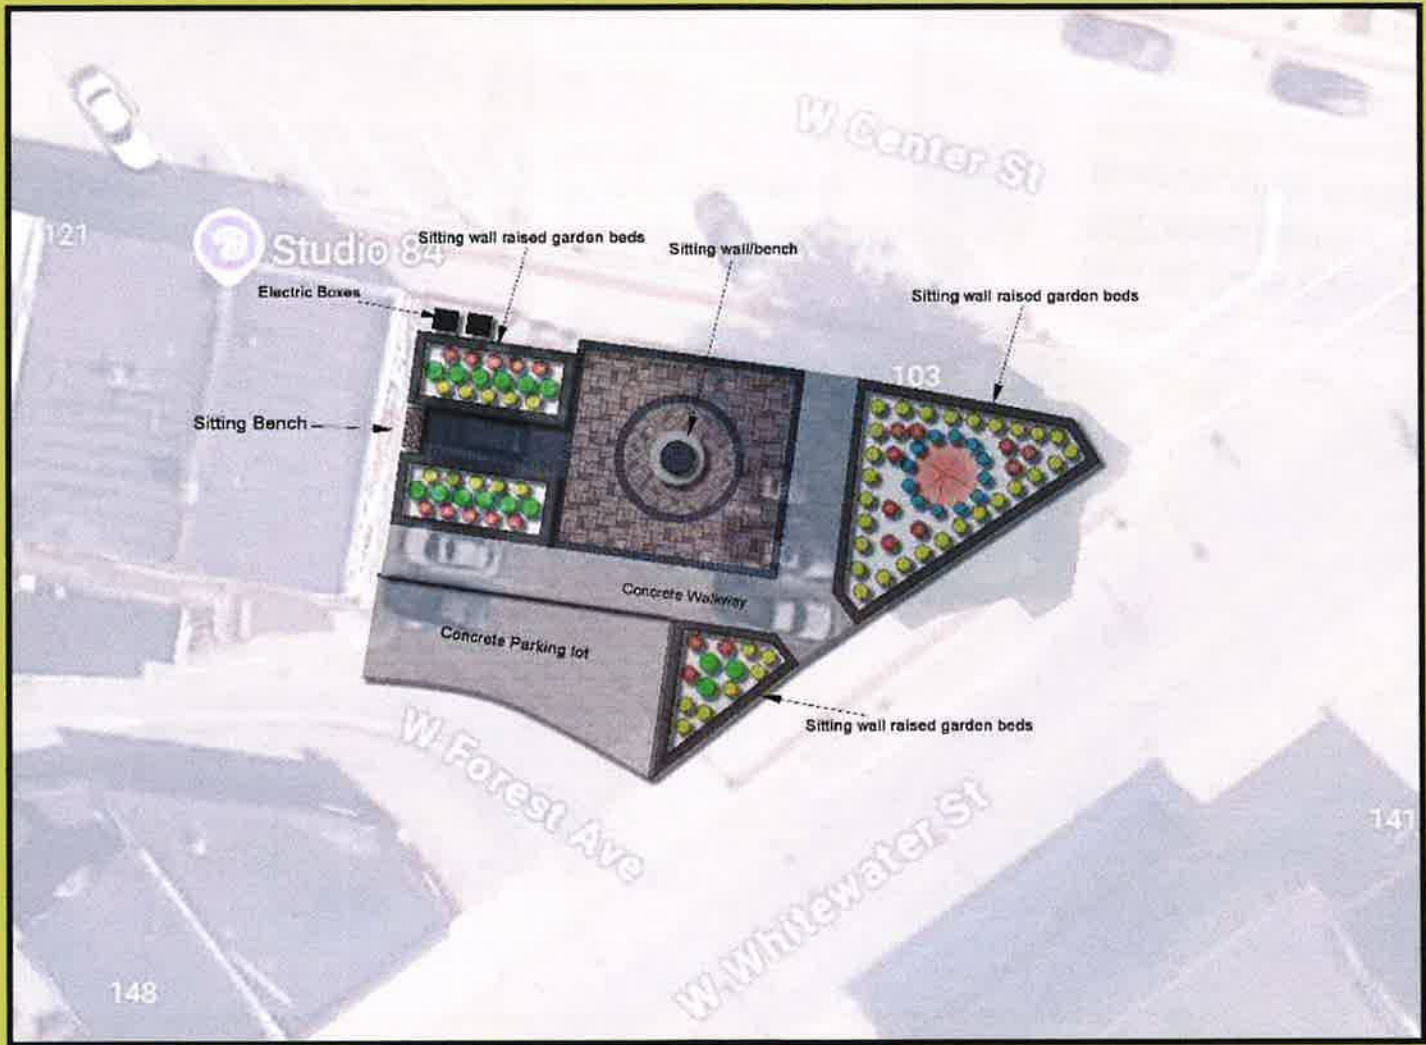 W Center St
121
Studio 84
Sitting wall raised garden beds
Sitting wall/bench
Electric Boxes
Sitting wall raised garden beds
103
Sitting Bench
Concrete Walkway
Concrete Parking lot
Sitting wall raised garden beds
W Forest Ave
W Whitewater St
141
148